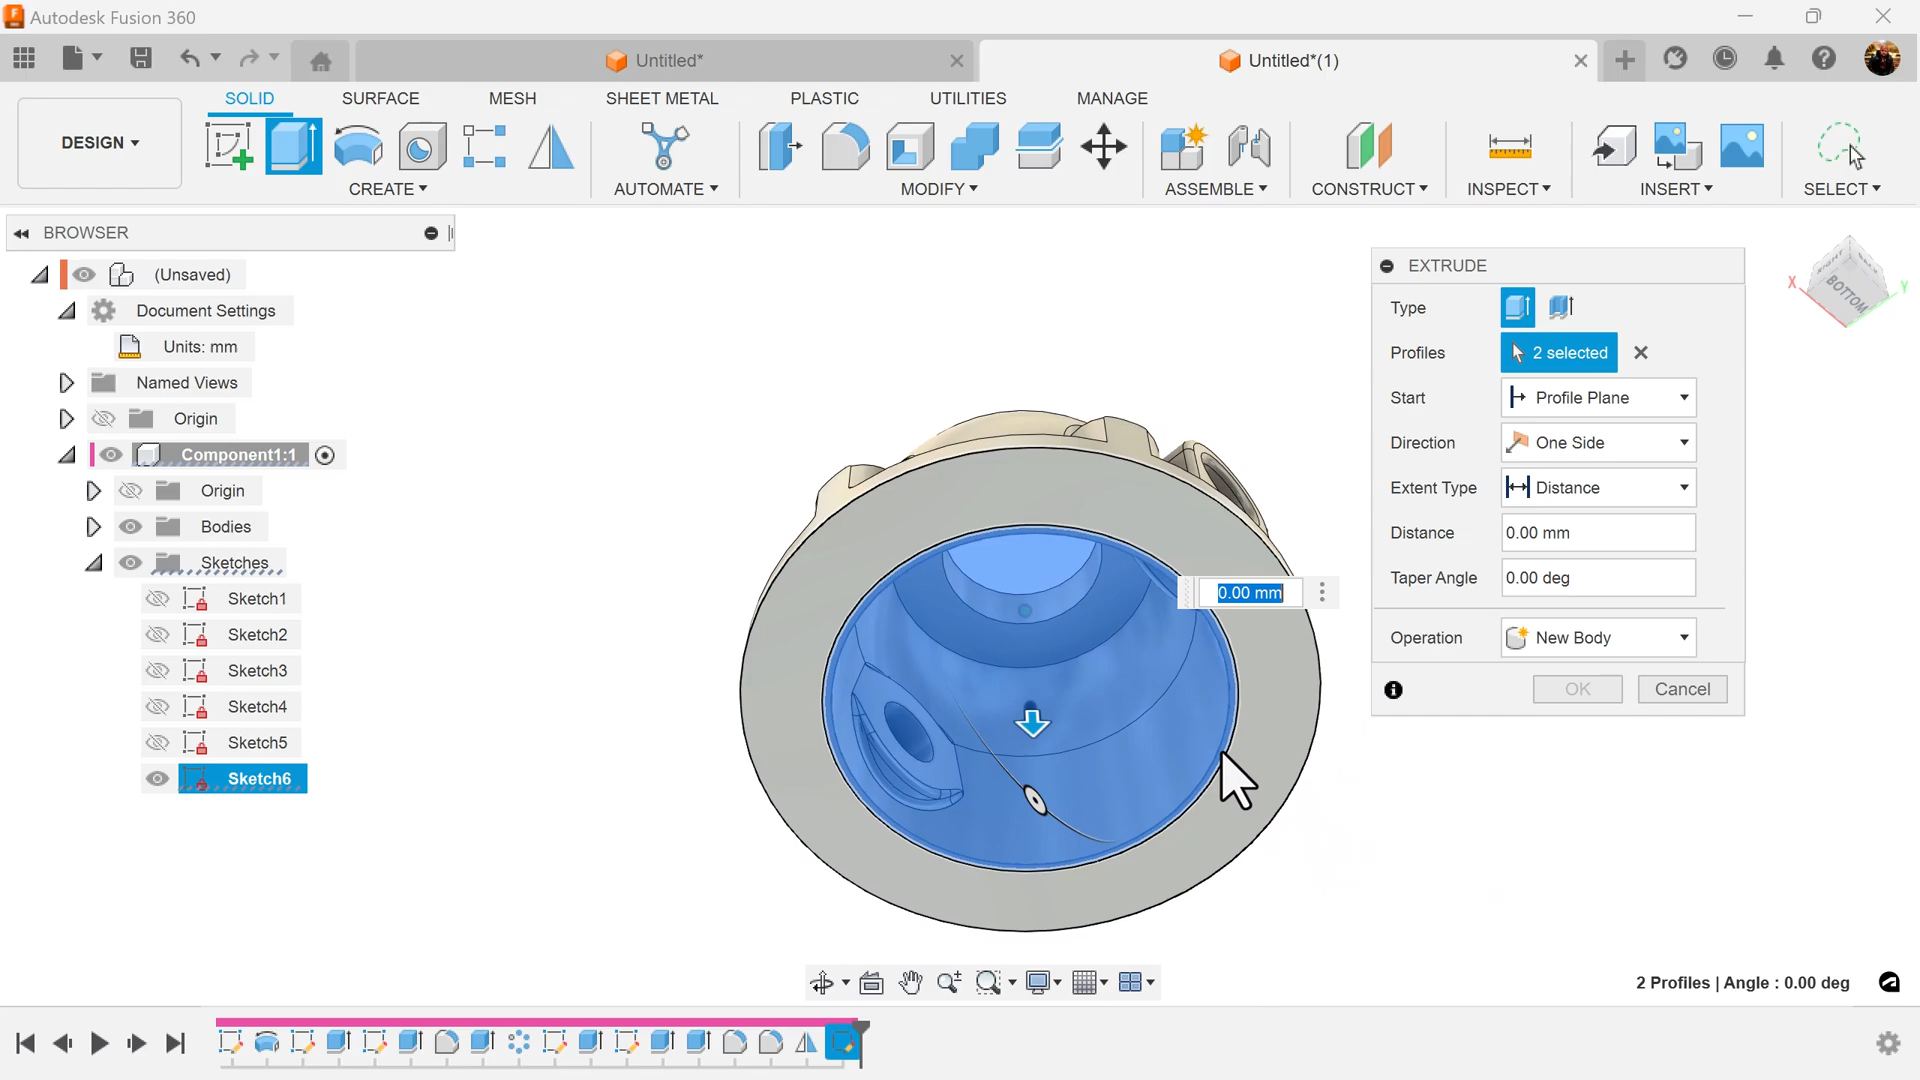 Autodesk Fusion 360
Untitled*
Untitled*(1)
SOLID SURFACE MESH SHEET METAL PLASTIC UTILITIES MANAGE
DESIGN
CREATE AUTOMATE MODIFY ASSEMBLE CONSTRUCT INSPECT INSERT SELECT
BROWSER
(Unsaved)
Document Settings
Units: mm
Named Views
Origin
Component1:1
Origin
Bodies
Sketches
Sketch1
Sketch2
Sketch3
Sketch4
Sketch5
Sketch6
0.00 mm
EXTRUDE
Type
Profiles 2 selected
Start Profile Plane
Direction One Side
Extent Type Distance
Distance 0.00 mm
Taper Angle 0.00 deg
Operation New Body
OK Cancel
X
Y
RIGHT
BACK
BOTTOM
2 Profiles | Angle : 0.00 deg